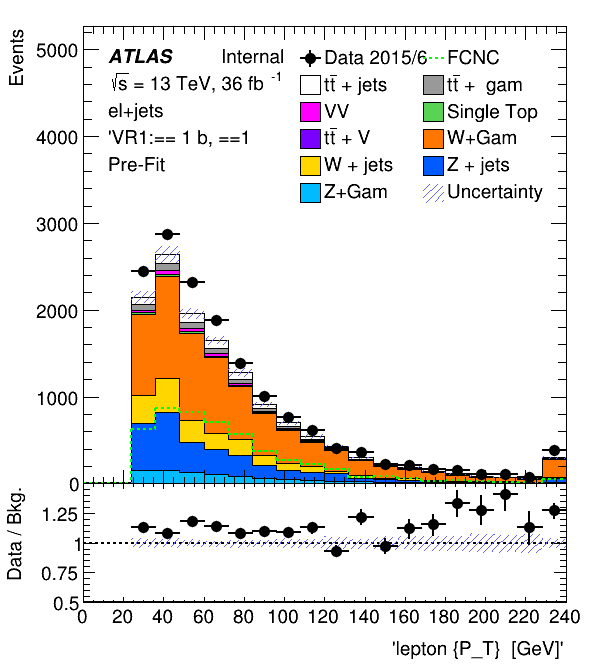 Events
5000
4000
3000
2000
1000
0
ATLAS Internal
√s = 13 TeV, 36 fb -1
el+jets
'VR1:== 1 b, ==1
Pre-Fit
Data 2015/6 FCNC
tt̄ + jets tt̄ + gam
VV Single Top
tt̄ + V W+Gam
W + jets Z + jets
Z+Gam Uncertainty
Data / Bkg.
1.25
1
0.75
0.5
0 20 40 60 80 100 120 140 160 180 200 220 240
'lepton {P_T} [GeV]'